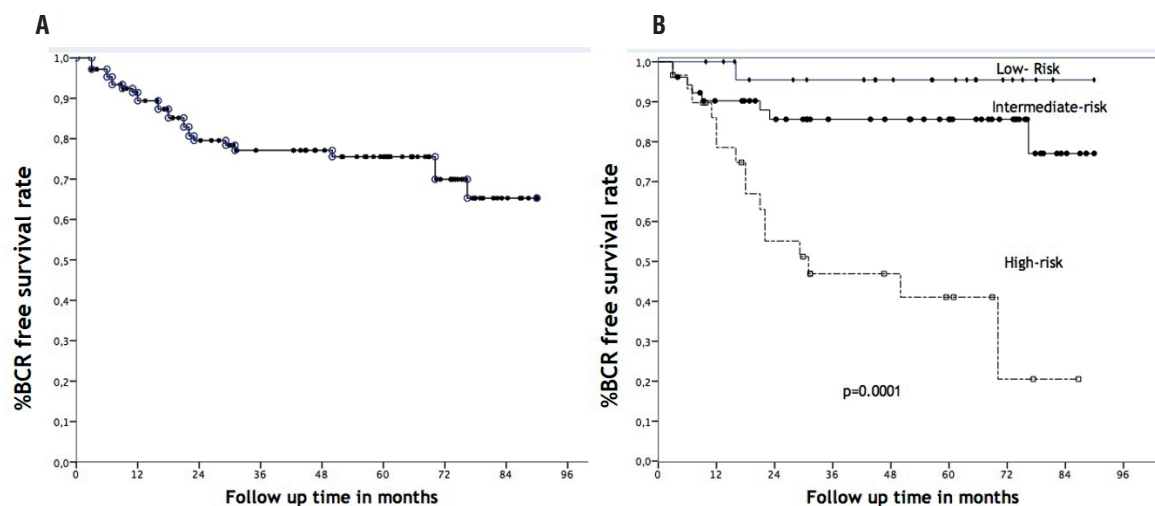 A
%BCR free survival rate
1,0
0,9
0,8
0,7
0,6
0,5
0,4
0,3
0,2
0,1
0,0
0 12 24 36 48 60 72 84 96
Follow up time in months
B
%BCR free survival rate
1,0
0,9
0,8
0,7
0,6
0,5
0,4
0,3
0,2
0,1
0,0
Low- Risk
Intermediate-risk
High-risk
p=0.0001
0 12 24 36 48 60 72 84 96
Follow up time in months